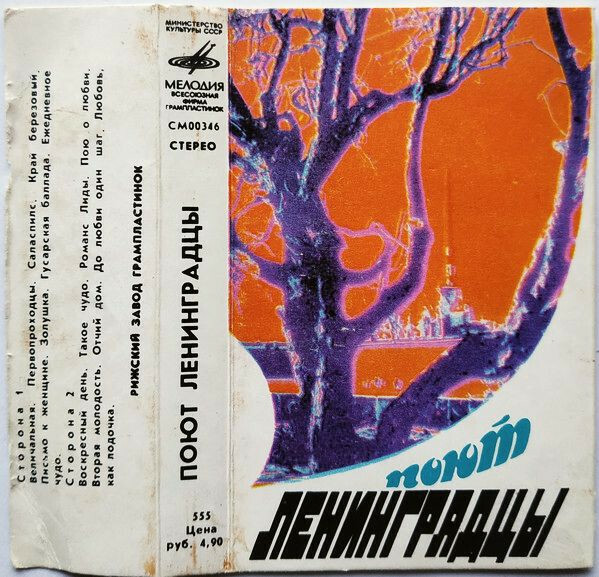 Сторона 1
Величальная. Первопроходцы. Саласпилс. Край березовый.
Письмо к женщине. Золушка. Гусарская баллада. Ежедневное
чудо.
Сторона 2
Воскресный день. Такое чудо. Романс Лиды. Пою о любви.
Вторая молодость. Отчий дом. До любви один шаг. Любовь,
как лодочка.
РИЖСКИЙ ЗАВОД ГРАМПЛАСТИНОК
МИНИСТЕРСТВО
КУЛЬТУРЫ СССР
МЕЛОДИЯ
ВСЕСОЮЗНАЯ
ФИРМА
ГРАМПЛАСТИНОК
СМ00346
СТЕРЕО
ПОЮТ ЛЕНИНГРАДЦЫ
555
Цена
руб. 4,90
поют
ЛЕНИНГРАДЦЫ